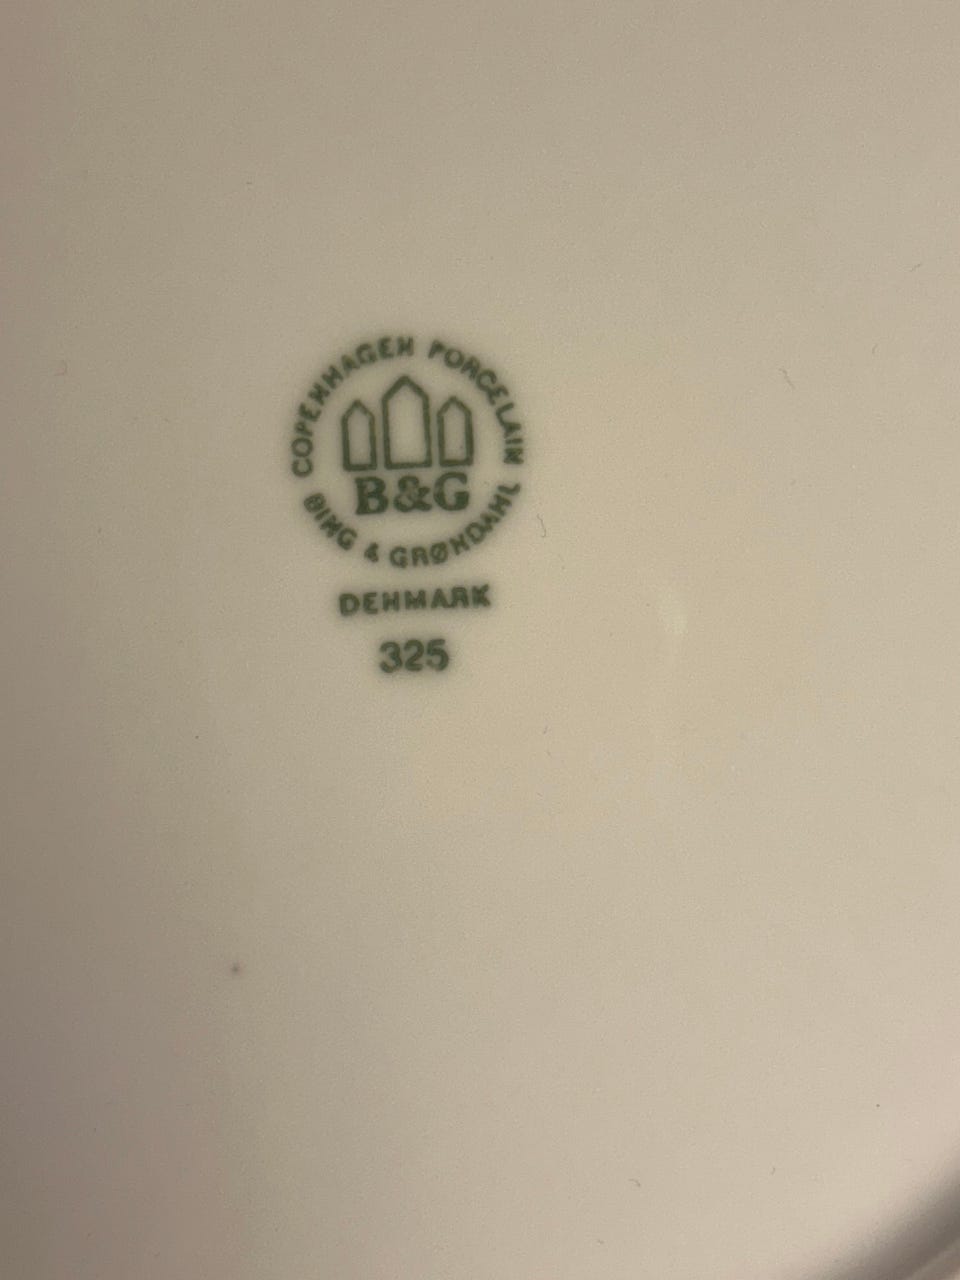 COPENHAGEN PORCELAIN
B&G
BING & GRØNDAHL
DENMARK
325